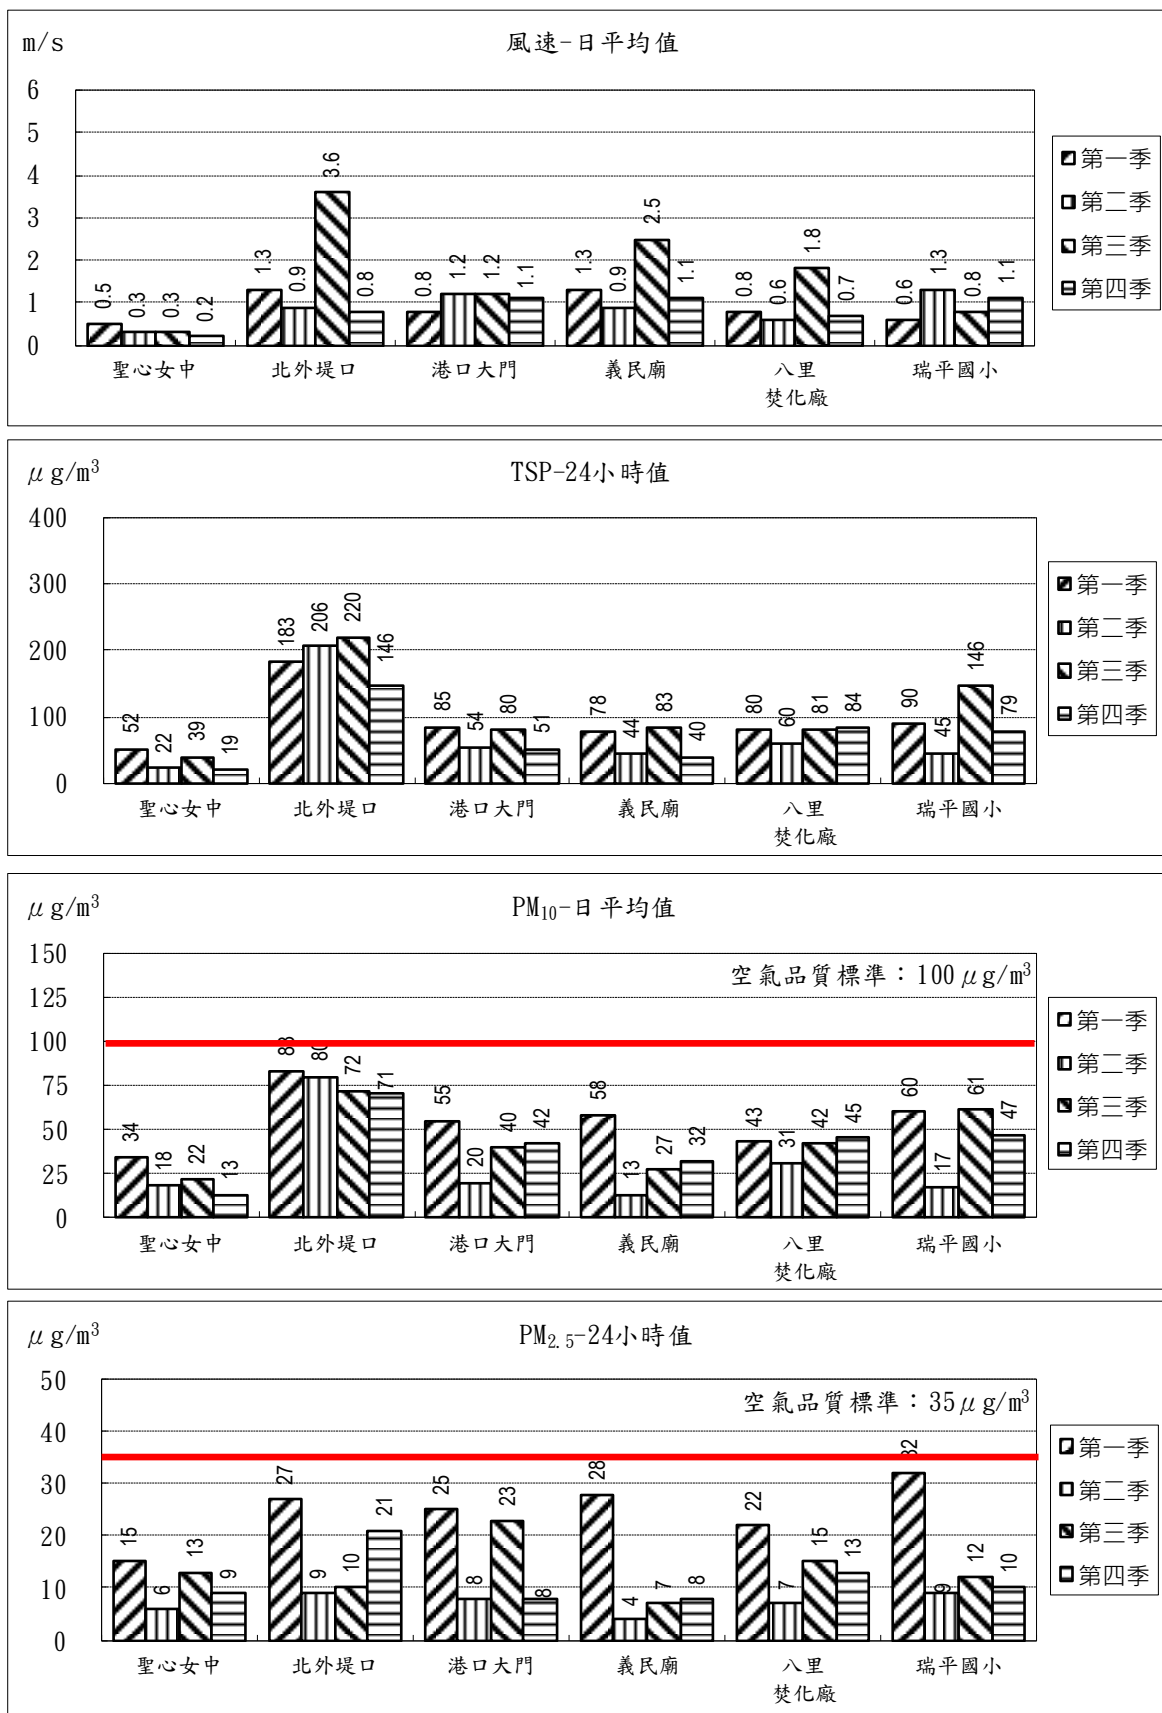 m/s
風速-日平均值
6
5
4
3
2
1
0
0.5 0.3 0.3 0.2 1.3 0.9 3.6 0.8 0.8 1.2 1.2 1.1 1.3 0.9 2.5 1.1 0.8 0.6 1.8 0.7 0.6 1.3 0.8 1.1
聖心女中 北外堤口 港口大門 義民廟 八里 瑞平國小
焚化廠
第一季
第二季
第三季
第四季
μg/m³
TSP-24小時值
400
300
200
100
0
52 22 39 19 183 206 220 146 85 54 80 51 78 44 83 40 80 60 81 84 90 45 146 79
聖心女中 北外堤口 港口大門 義民廟 八里 瑞平國小
焚化廠
第一季
第二季
第三季
第四季
μg/m³
PM₁₀-日平均值
空氣品質標準：100μg/m³
150
125
100
75
50
25
0
34 18 22 13 83 80 72 71 55 20 40 42 58 13 27 32 43 31 42 45 60 17 61 47
聖心女中 北外堤口 港口大門 義民廟 八里 瑞平國小
焚化廠
第一季
第二季
第三季
第四季
μg/m³
PM₂.₅-24小時值
空氣品質標準：35μg/m³
50
40
30
20
10
0
15 6 13 9 27 9 10 21 25 8 23 8 28 4 7 8 22 7 15 13 32 9 12 10
聖心女中 北外堤口 港口大門 義民廟 八里 瑞平國小
焚化廠
第一季
第二季
第三季
第四季